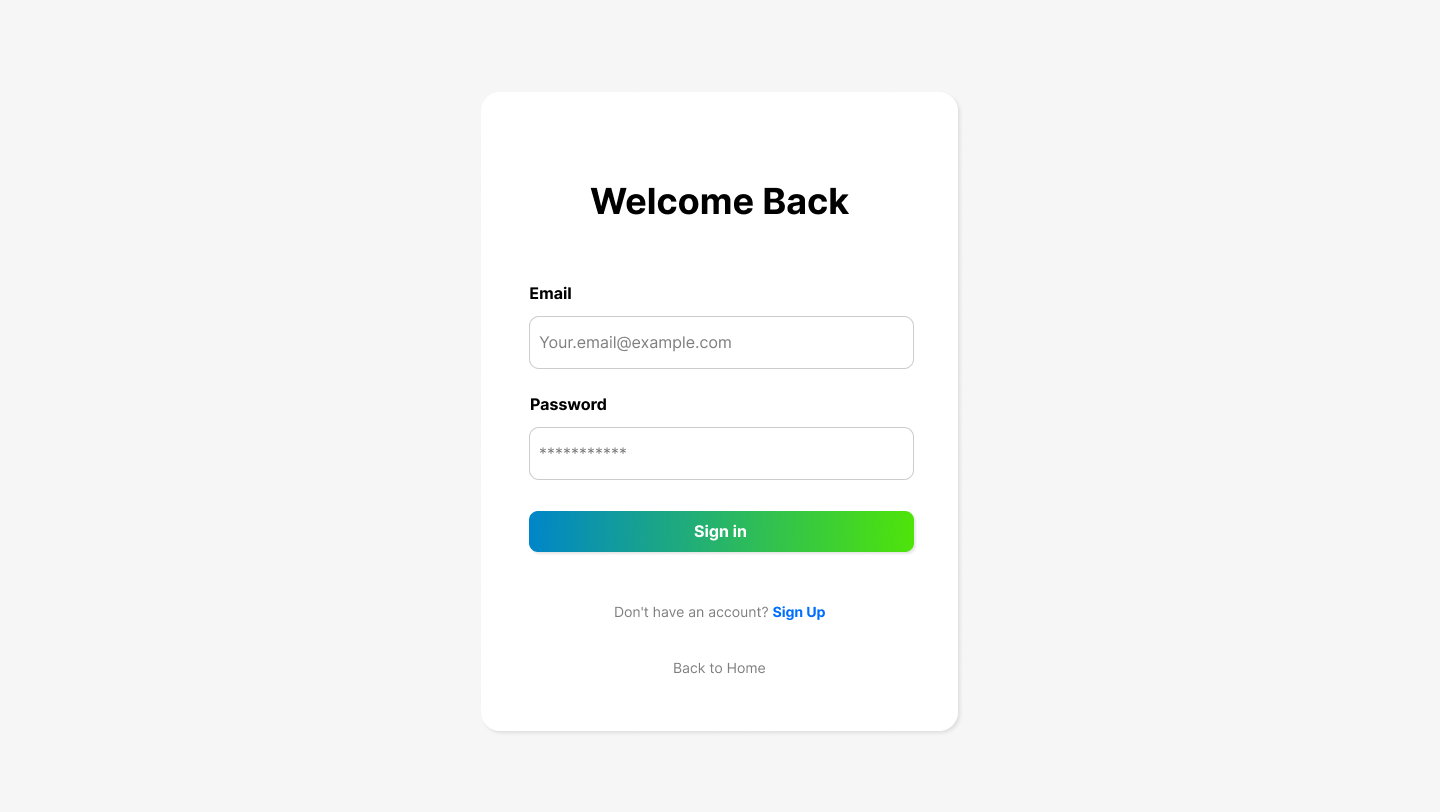 Welcome Back
Email
Your.email@example.com
Password
***********
Sign in
Don't have an account? Sign Up
Back to Home